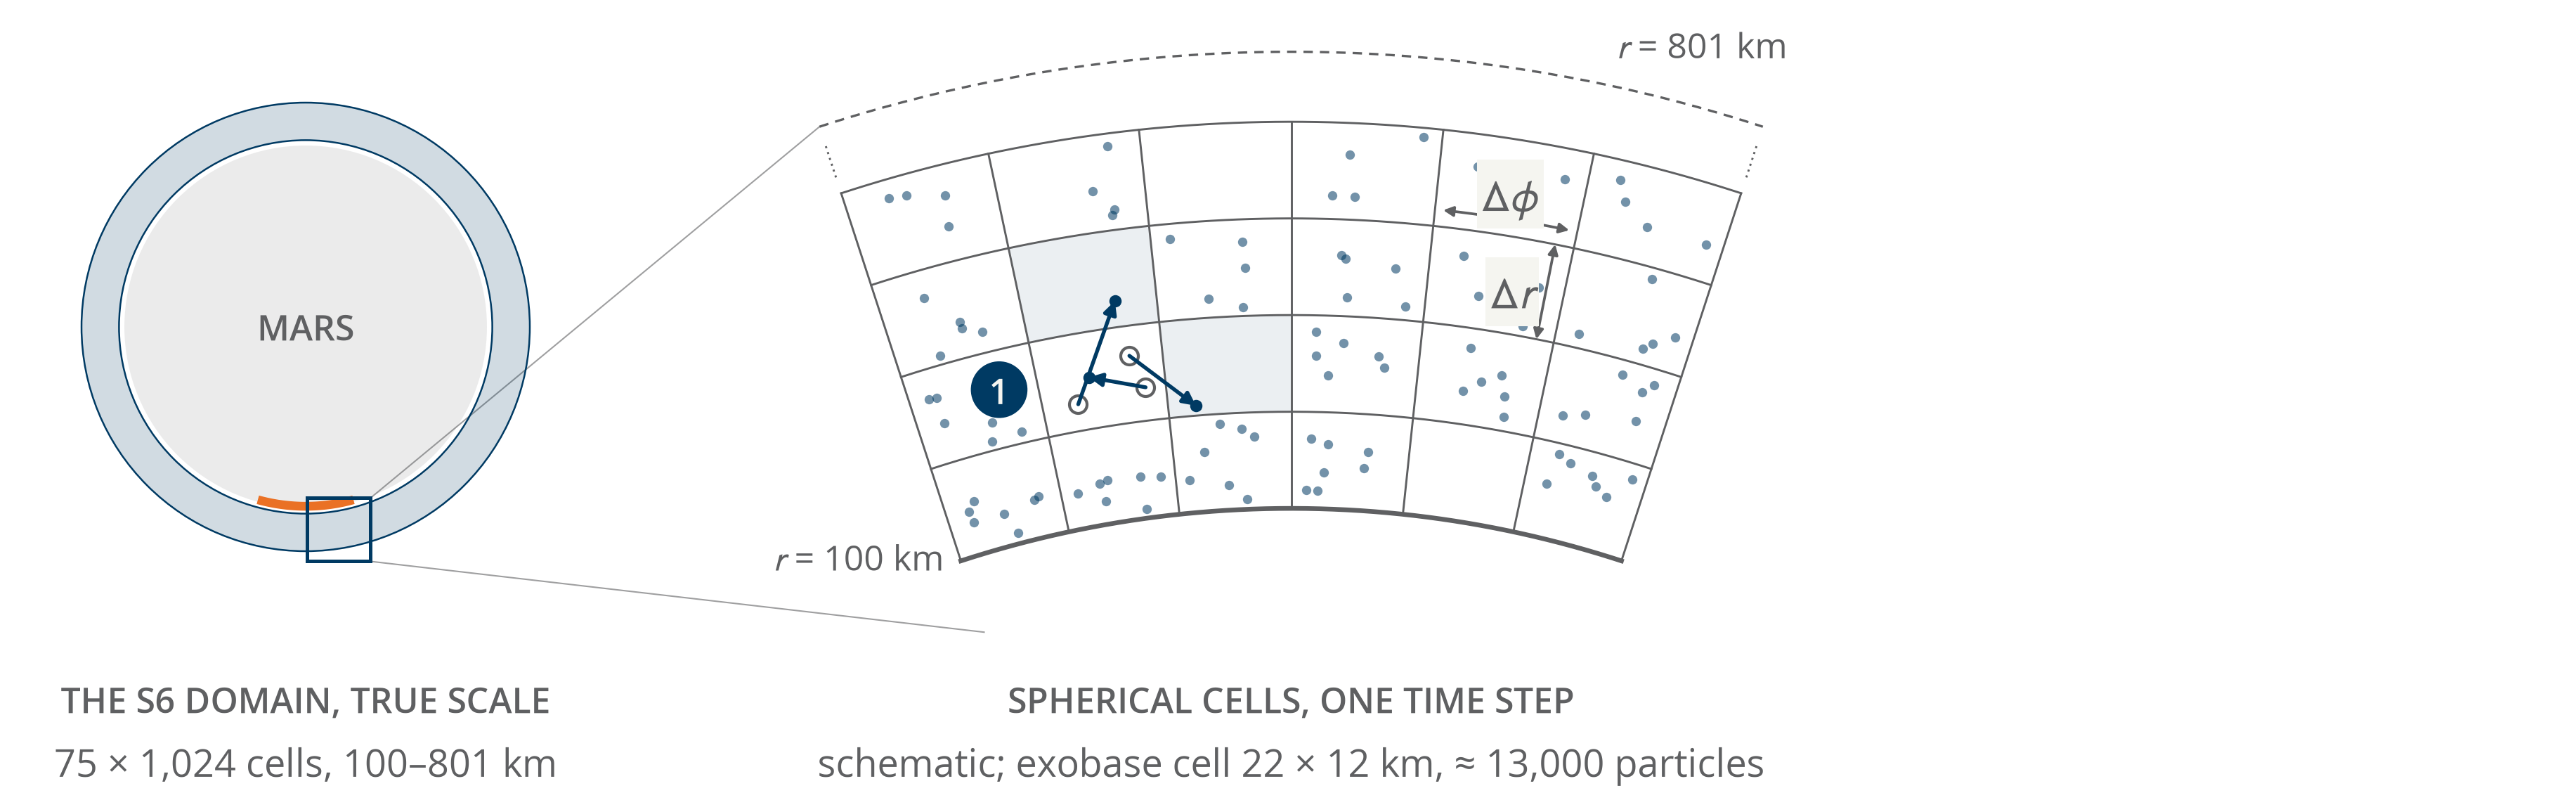 r = 801 km
Δϕ
Δr
MARS
1
r = 100 km
THE S6 DOMAIN, TRUE SCALE
75 × 1,024 cells, 100–801 km
SPHERICAL CELLS, ONE TIME STEP
schematic; exobase cell 22 × 12 km, ≈ 13,000 particles